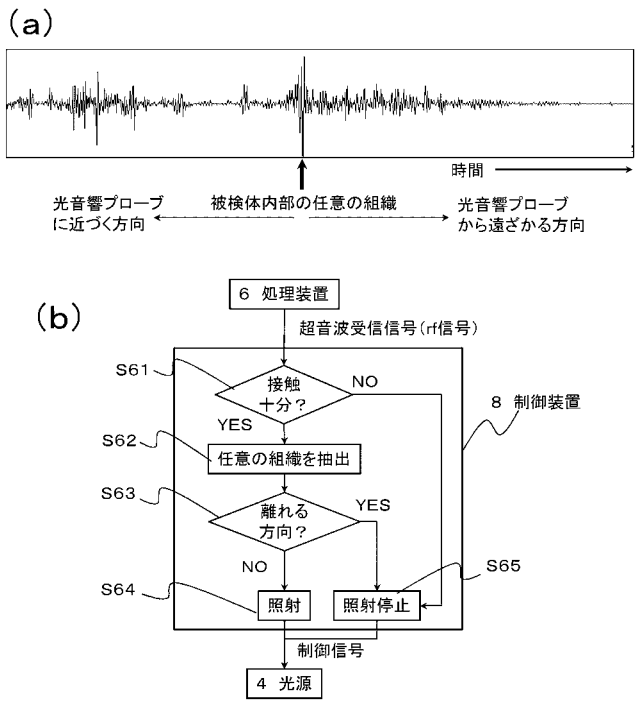 (a)
時間
光音響プローブ
に近づく方向
被検体内部の任意の組織
光音響プローブ
から遠ざかる方向
(b)
6 処理装置
超音波受信信号(rf信号)
S61
接触
十分?
NO
YES
8 制御装置
S62
任意の組織を抽出
S63
離れる
方向?
YES
NO
S64
照射
照射停止
S65
制御信号
4 光源